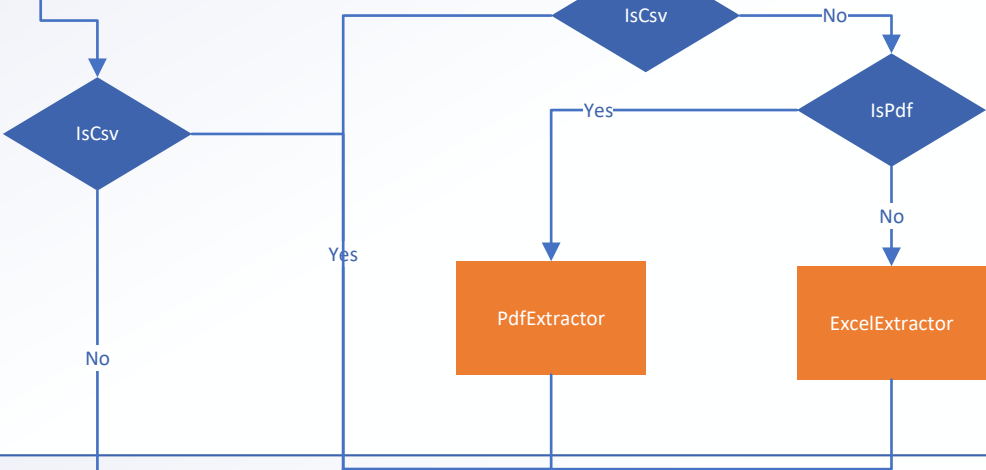 IsCsv
No
IsPdf
Yes
IsCsv
No
Yes
PdfExtractor
ExcelExtractor
No